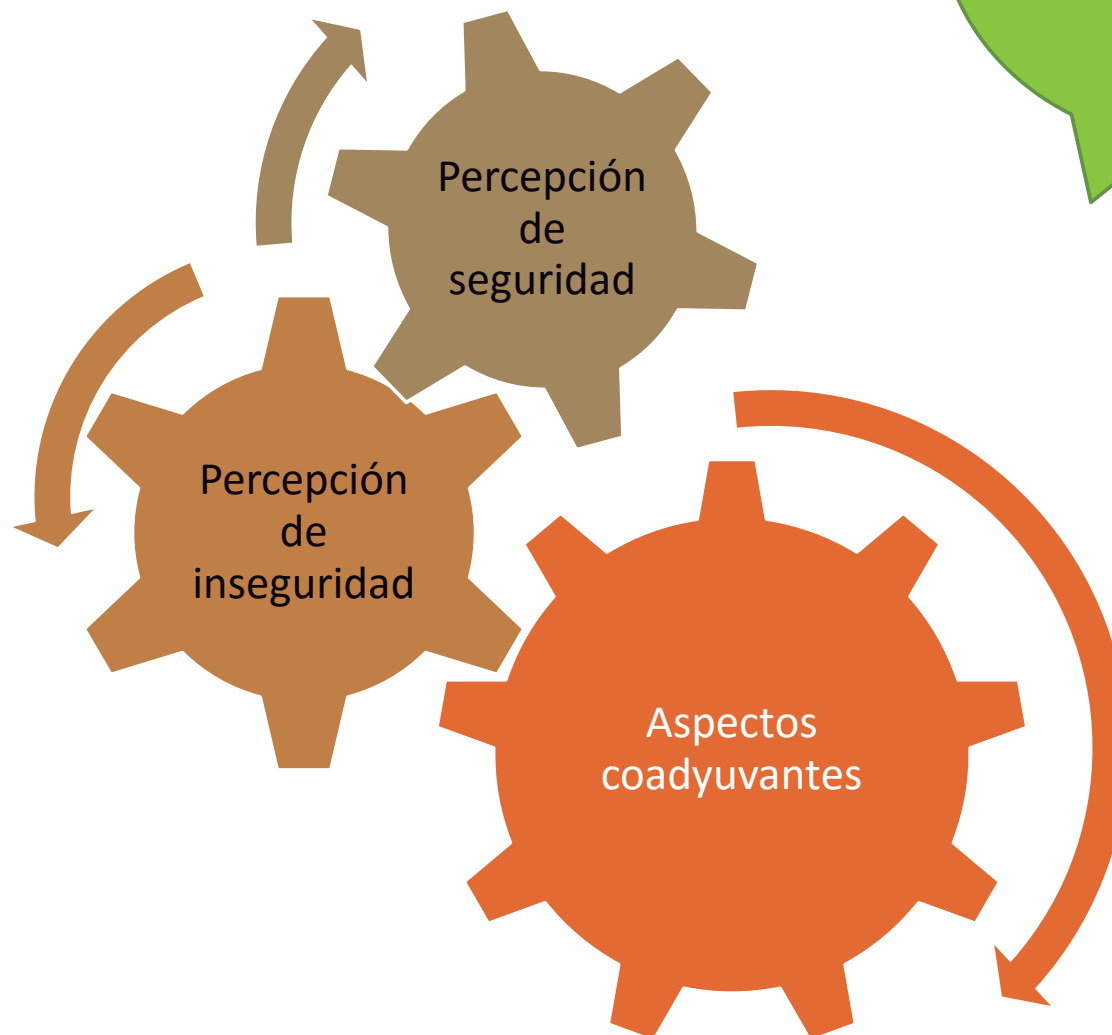 Percepción
de
seguridad
Percepción
de
inseguridad
Aspectos
coadyuvantes